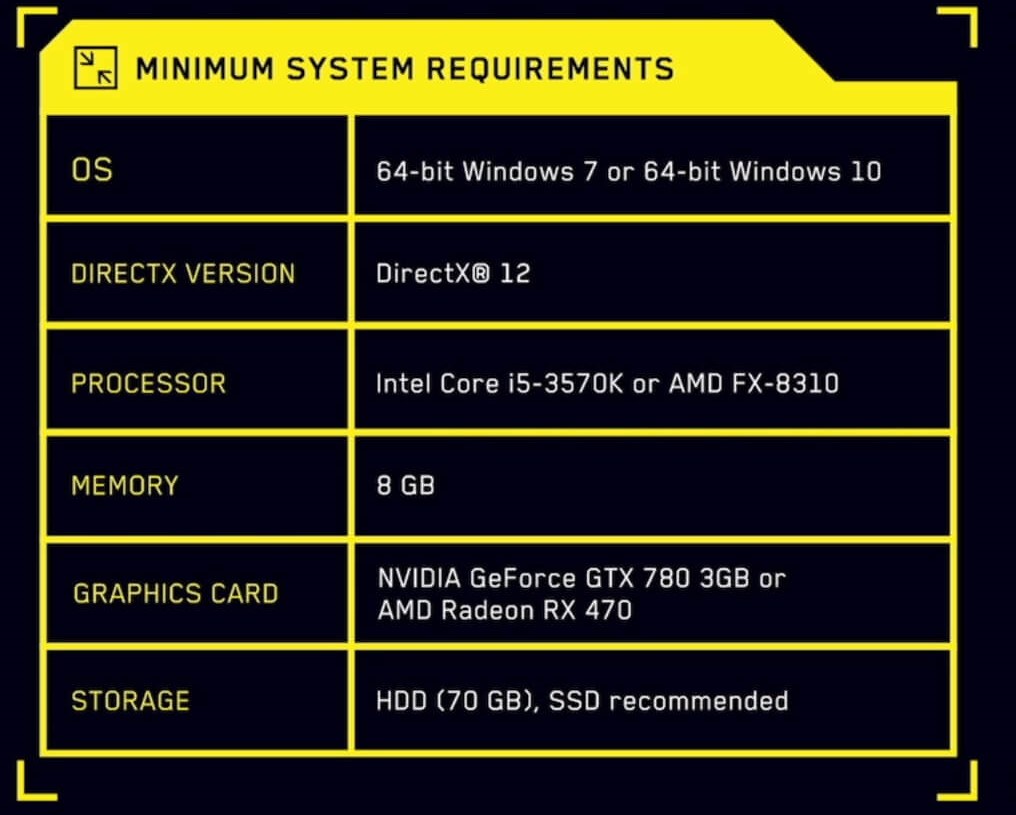 MINIMUM SYSTEM REQUIREMENTS
OS
64-bit Windows 7 or 64-bit Windows 10
DIRECTX VERSION
DirectX® 12
PROCESSOR
Intel Core i5-3570K or AMD FX-8310
MEMORY
8 GB
GRAPHICS CARD
NVIDIA GeForce GTX 780 3GB or
AMD Radeon RX 470
STORAGE
HDD (70 GB), SSD recommended